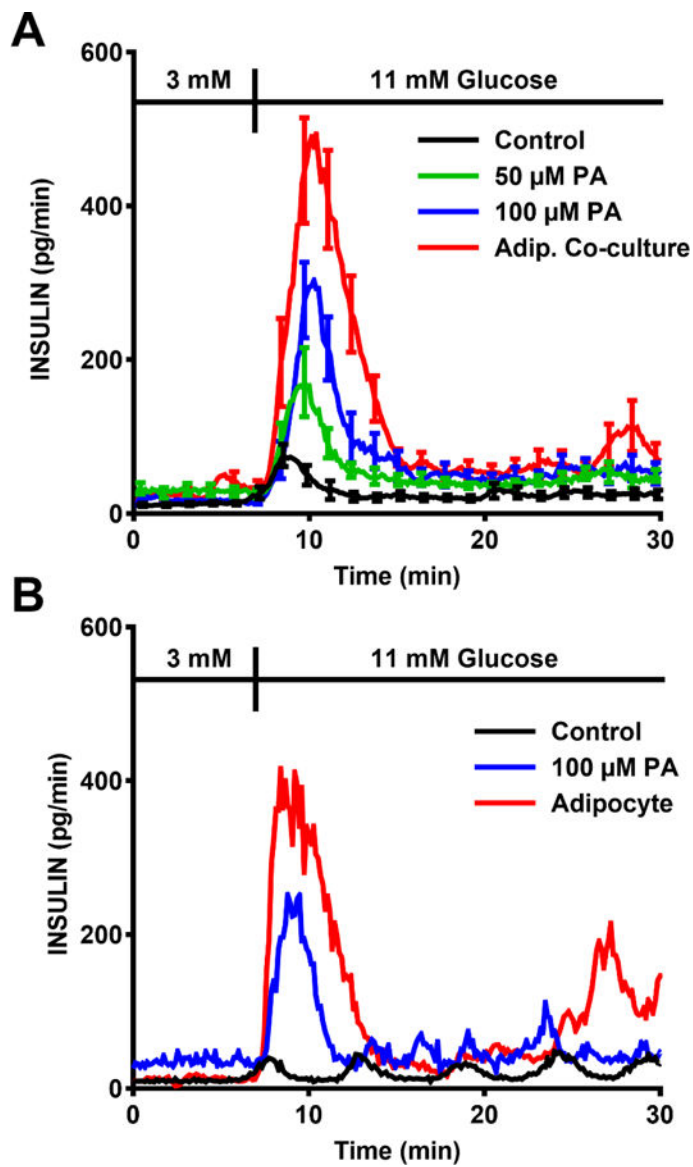 A
600
400
200
0
INSULIN (pg/min)
3 mM
11 mM Glucose
Control
50 µM PA
100 µM PA
Adip. Co-culture
0
10
20
30
Time (min)
B
600
400
200
0
INSULIN (pg/min)
3 mM
11 mM Glucose
Control
100 µM PA
Adipocyte
0
10
20
30
Time (min)